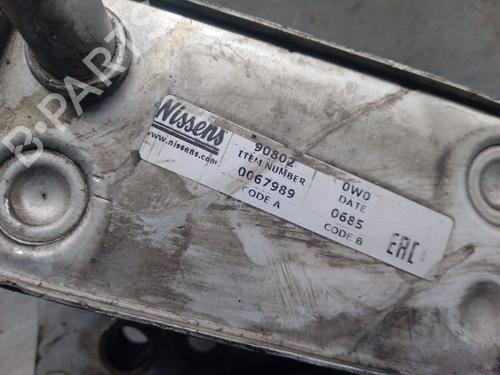 B-PARTS
Nissens
www.nissens.com
90802
ITEM NUMBER
0067989
CODE A
0W0
DATE
0685
CODE B
EAC